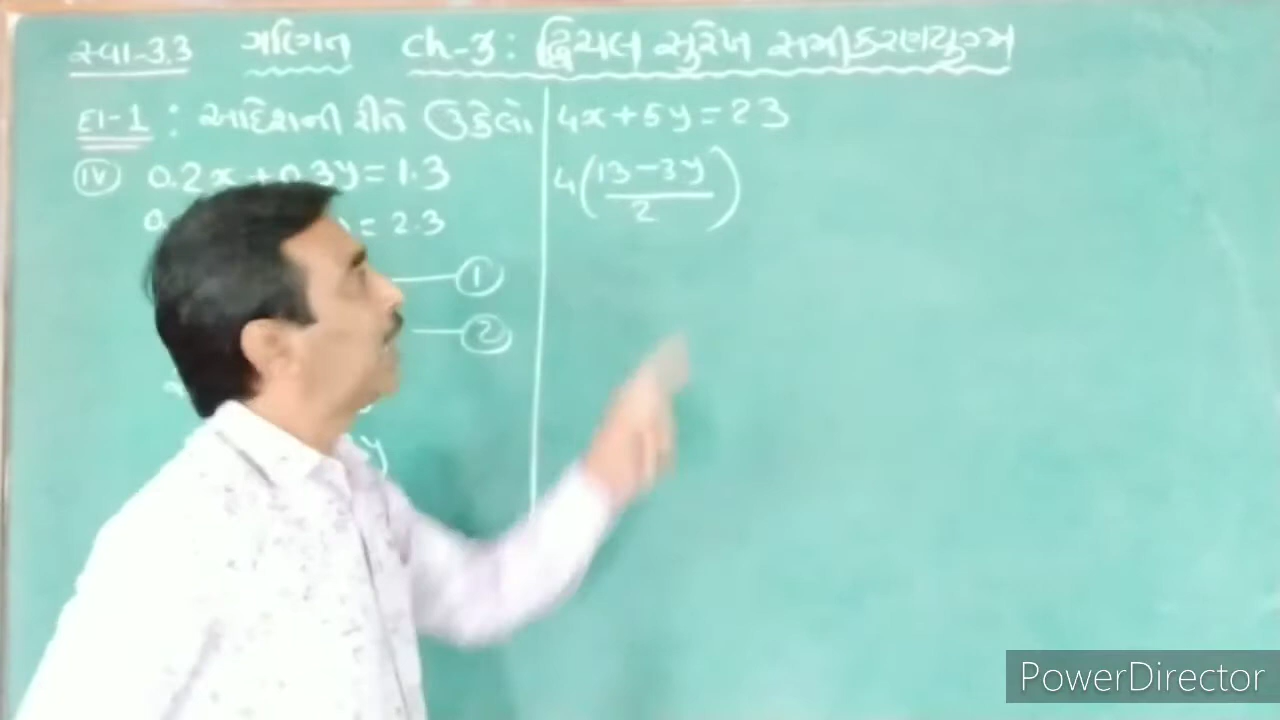 સ્વા-3.3 ગણિત Ch-3: દ્વિચલ સુરેખ સમીકરણયુગ્મ
દા-1 : આદેશની રીતે ઉકેલો
(iv) 0.2x + 0.3y = 1.3
= 2.3
①
②
y
4x + 5y = 23
4(13 - 3y / 2)
PowerDirector